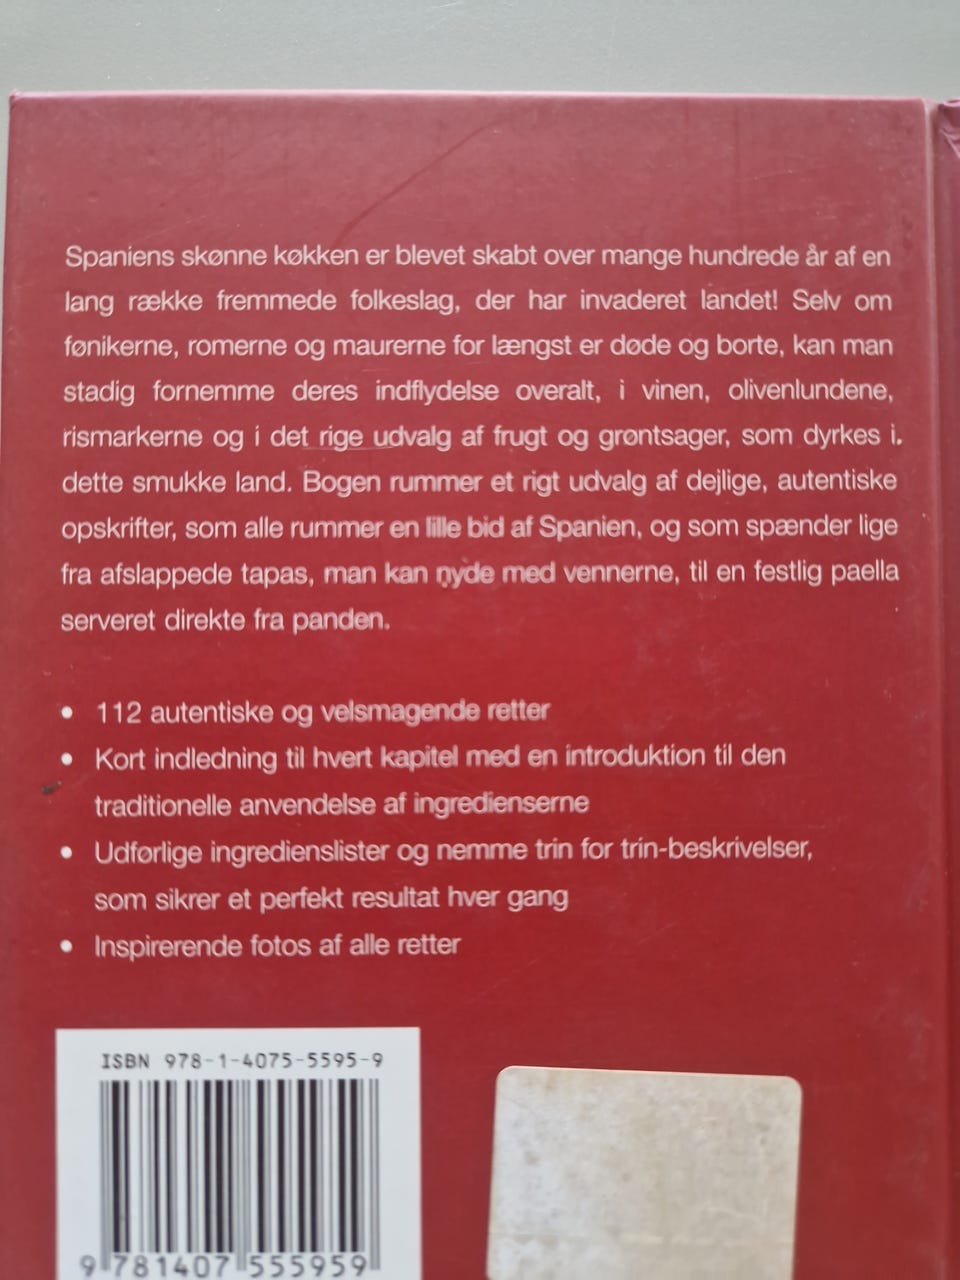 Spaniens skønne køkken er blevet skabt over mange hundrede år af en
lang række fremmede folkeslag, der har invaderet landet! Selv om
fønikerne, romerne og maurerne for længst er døde og borte, kan man
stadig fornemme deres indflydelse overalt, i vinen, olivenlundene,
rismarkerne og i det rige udvalg af frugt og grøntsager, som dyrkes i
dette smukke land. Bogen rummer et rigt udvalg af dejlige, autentiske
opskrifter, som alle rummer en lille bid af Spanien, og som spænder lige
fra afslappede tapas, man kan nyde med vennerne, til en festlig paella
serveret direkte fra panden.
• 112 autentiske og velsmagende retter
• Kort indledning til hvert kapitel med en introduktion til den
traditionelle anvendelse af ingredienserne
• Udførlige ingredienslister og nemme trin for trin-beskrivelser,
som sikrer et perfekt resultat hver gang
• Inspirerende fotos af alle retter
ISBN 978-1-4075-5595-9
9 781407 555959